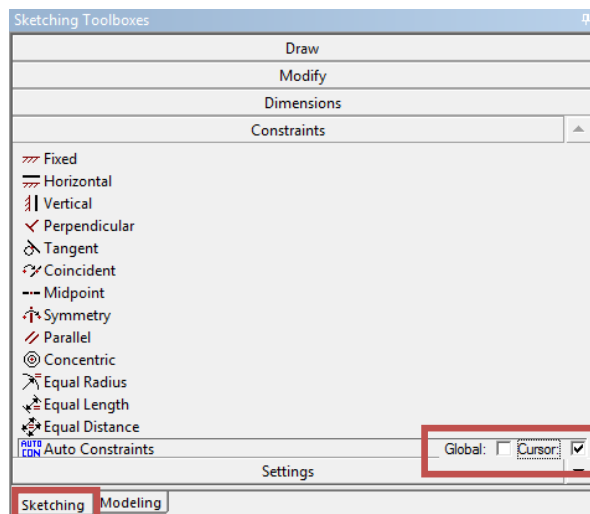 Sketching Toolboxes
Draw
Modify
Dimensions
Constraints
Fixed
Horizontal
Vertical
Perpendicular
Tangent
Coincident
Midpoint
Symmetry
Parallel
Concentric
Equal Radius
Equal Length
Equal Distance
AUTO CON Auto Constraints Global: Cursor:
Settings
Sketching Modeling